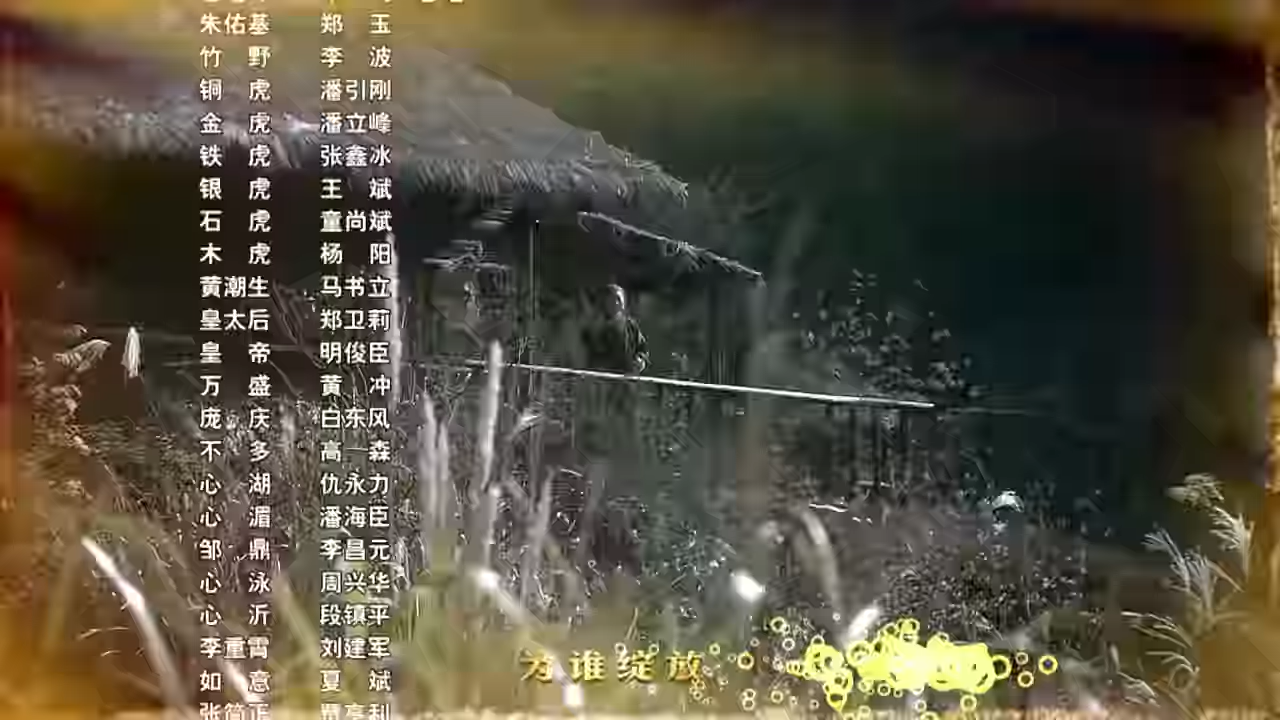 朱佑墓 郑玉
竹野 李波
铜虎 潘引刚
金虎 潘立峰
铁虎 张鑫冰
银虎 王斌
石虎 童尚斌
木虎 杨阳
黄潮生 马书立
皇太后 郑卫莉
皇帝 明俊臣
万盛 黄冲
庞庆 白东风
不多 高森
心湖 仇永力
心湄 潘海臣
邹鼎 李昌元
心泳 周兴华
心沂 段镇平
李重霄 刘建军
如意 夏斌
为谁绽放